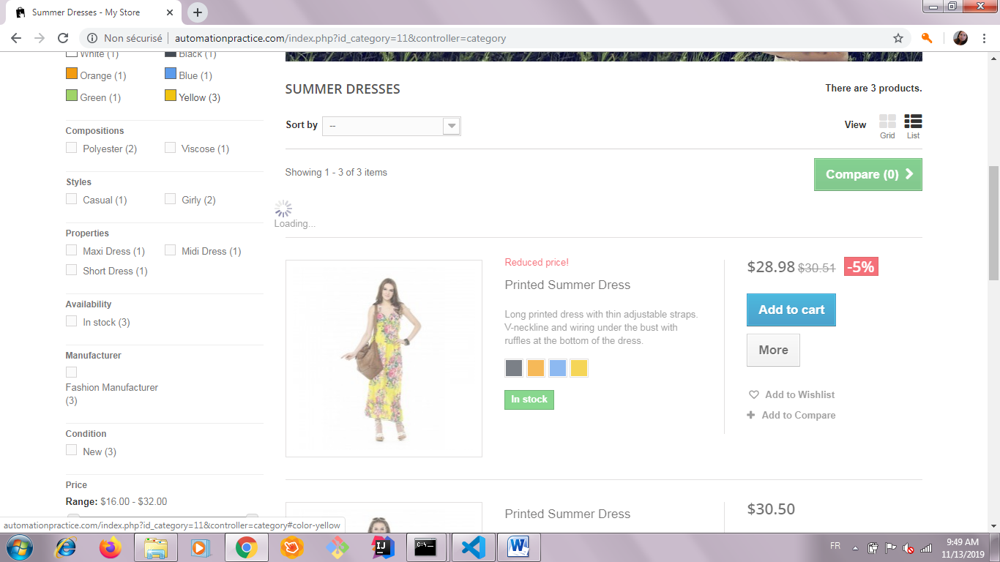 Summer Dresses - My Store
Non sécurisé
automationpractice.com/index.php?id_category=11&controller=category
White (1)
Black (1)
Orange (1)
Blue (1)
Green (1)
Yellow (3)
Compositions
Polyester (2)
Viscose (1)
Styles
Casual (1)
Girly (2)
Properties
Maxi Dress (1)
Midi Dress (1)
Short Dress (1)
Availability
In stock (3)
Manufacturer
Fashion Manufacturer
(3)
Condition
New (3)
Price
Range: $16.00 - $32.00
SUMMER DRESSES
There are 3 products.
Sort by
--
View
Grid
List
Showing 1 - 3 of 3 items
Compare (0)
Loading...
Reduced price!
Printed Summer Dress
Long printed dress with thin adjustable straps.
V-neckline and wiring under the bust with
ruffles at the bottom of the dress.
In stock
$28.98 $30.51 -5%
Add to cart
More
Add to Wishlist
Add to Compare
Printed Summer Dress
$30.50
automationpractice.com/index.php?id_category=11&controller=category#color-yellow
IJ
C:\
W
FR
9:49 AM
11/13/2019